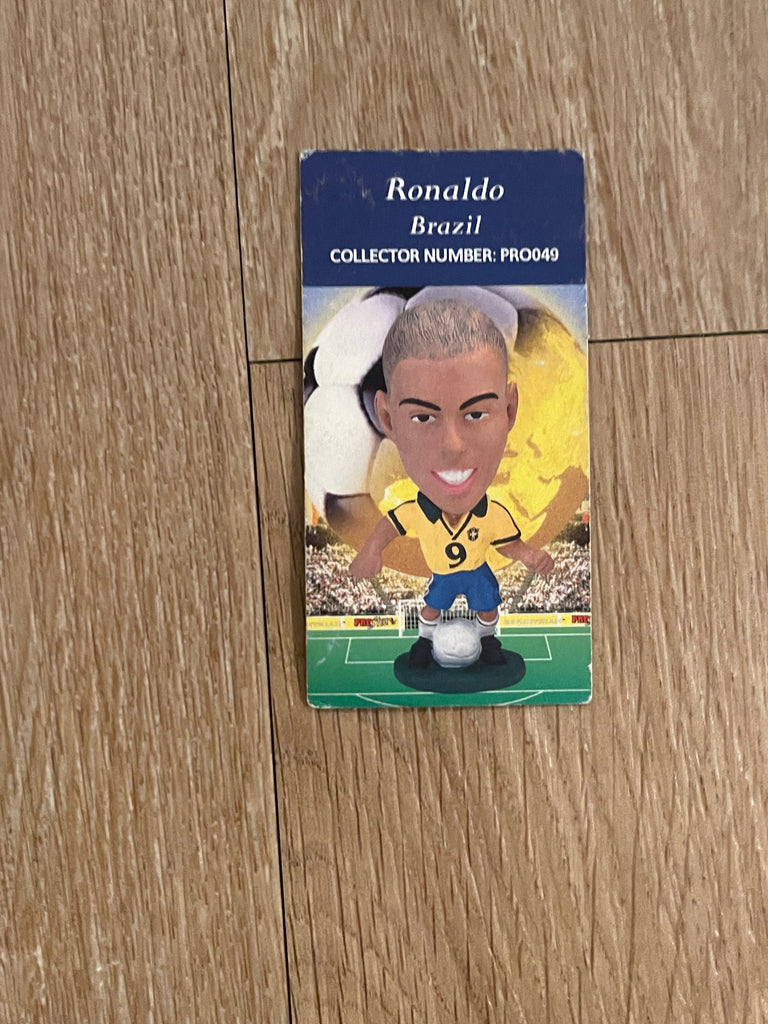 Ronaldo
Brazil
COLLECTOR NUMBER: PRO049
9